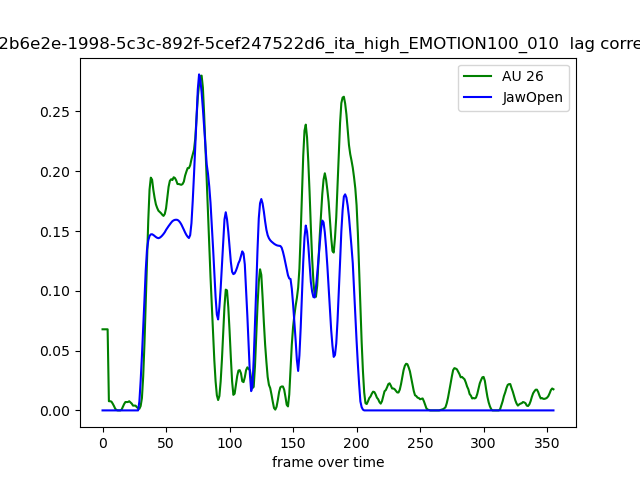 2b6e2e-1998-5c3c-892f-5cef247522d6_ita_high_EMOTION100_010 lag corre
AU 26
JawOpen
0.25
0.20
0.15
0.10
0.05
0.00
0 50 100 150 200 250 300 350
frame over time